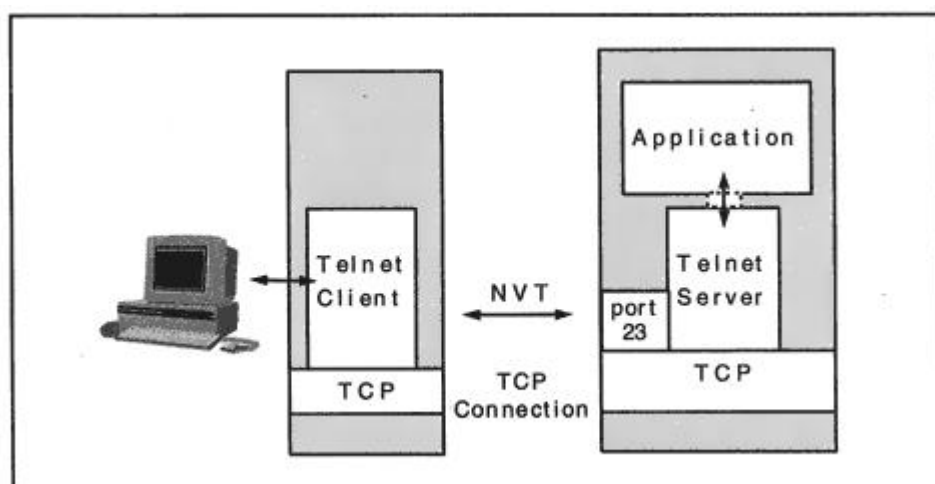 Telnet
Client
TCP
NVT
TCP
Connection
Application
Telnet
Server
port
23
TCP